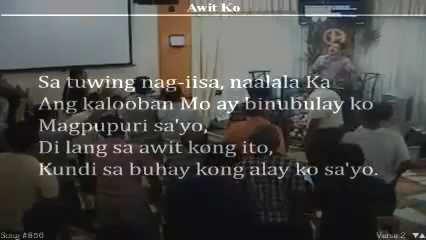 Awit Ko
Sa tuwing nag-iisa, naalala Ka
Ang kalooban Mo ay binubulay ko
Magpupuri sa'yo,
Di lang sa awit kong ito,
Kundi sa buhay kong alay ko sa'yo.
Song #856
Verse 2 ▼▲